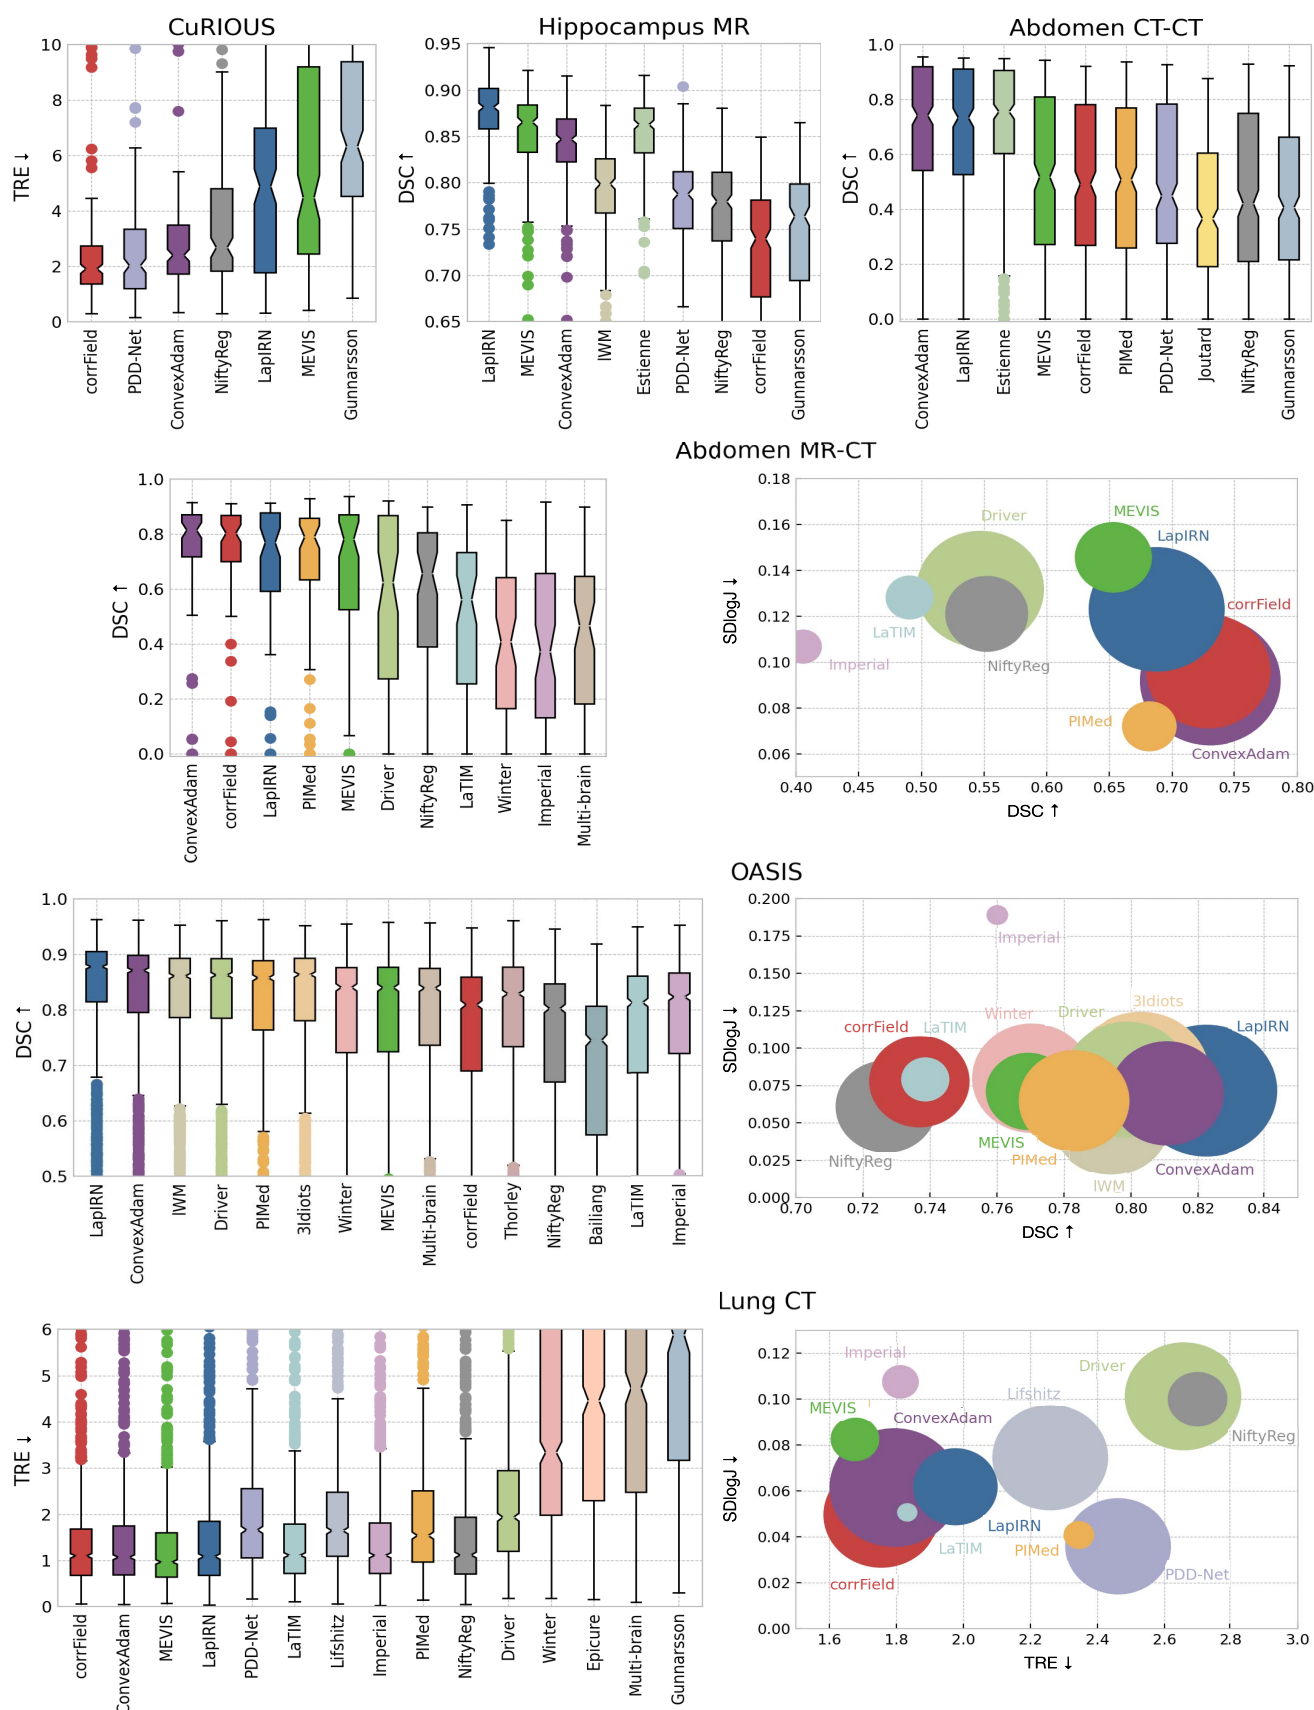 CuRIOUS
Hippocampus MR
Abdomen CT-CT
TRE ↓
10
8
6
4
2
0
corrField
PDD-Net
ConvexAdam
NiftyReg
LapIRN
MEVIS
Gunnarsson
DSC ↑
0.95
0.90
0.85
0.80
0.75
0.70
0.65
LapIRN
MEVIS
ConvexAdam
IWM
Estienne
PDD-Net
NiftyReg
corrField
Gunnarsson
DSC ↑
1.0
0.8
0.6
0.4
0.2
0.0
ConvexAdam
LapIRN
Estienne
MEVIS
corrField
PIMed
PDD-Net
Joutard
NiftyReg
Gunnarsson
Abdomen MR-CT
DSC ↑
1.0
0.8
0.6
0.4
0.2
0.0
ConvexAdam
corrField
LapIRN
PIMed
MEVIS
Driver
NiftyReg
LaTIM
Winter
Imperial
Multi-brain
SDlogJ ↓
0.18
0.16
0.14
0.12
0.10
0.08
0.06
Driver
MEVIS
LapIRN
LaTIM
corrField
Imperial
NiftyReg
PIMed
ConvexAdam
0.40 0.45 0.50 0.55 0.60 0.65 0.70 0.75 0.80
DSC ↑
OASIS
DSC ↑
1.0
0.9
0.8
0.7
0.6
0.5
LapIRN
ConvexAdam
IWM
Driver
PIMed
3Idiots
Winter
MEVIS
Multi-brain
corrField
Thorley
NiftyReg
Bailiang
LaTIM
Imperial
SDlogJ ↓
0.200
0.175
0.150
0.125
0.100
0.075
0.050
0.025
0.000
Imperial
3Idiots
Winter
Driver
corrField
LaTIM
LapIRN
MEVIS
NiftyReg
PIMed
ConvexAdam
IWM
0.70 0.72 0.74 0.76 0.78 0.80 0.82 0.84
DSC ↑
Lung CT
TRE ↓
6
5
4
3
2
1
0
corrField
ConvexAdam
MEVIS
LapIRN
PDD-Net
LaTIM
Lifshitz
Imperial
PIMed
NiftyReg
Driver
Winter
Epicure
Multi-brain
Gunnarsson
SDlogJ ↓
0.12
0.10
0.08
0.06
0.04
0.02
0.00
Imperial
Driver
Lifshitz
MEVIS
ConvexAdam
NiftyReg
LapIRN
LaTIM
PIMed
PDD-Net
corrField
1.6 1.8 2.0 2.2 2.4 2.6 2.8 3.0
TRE ↓